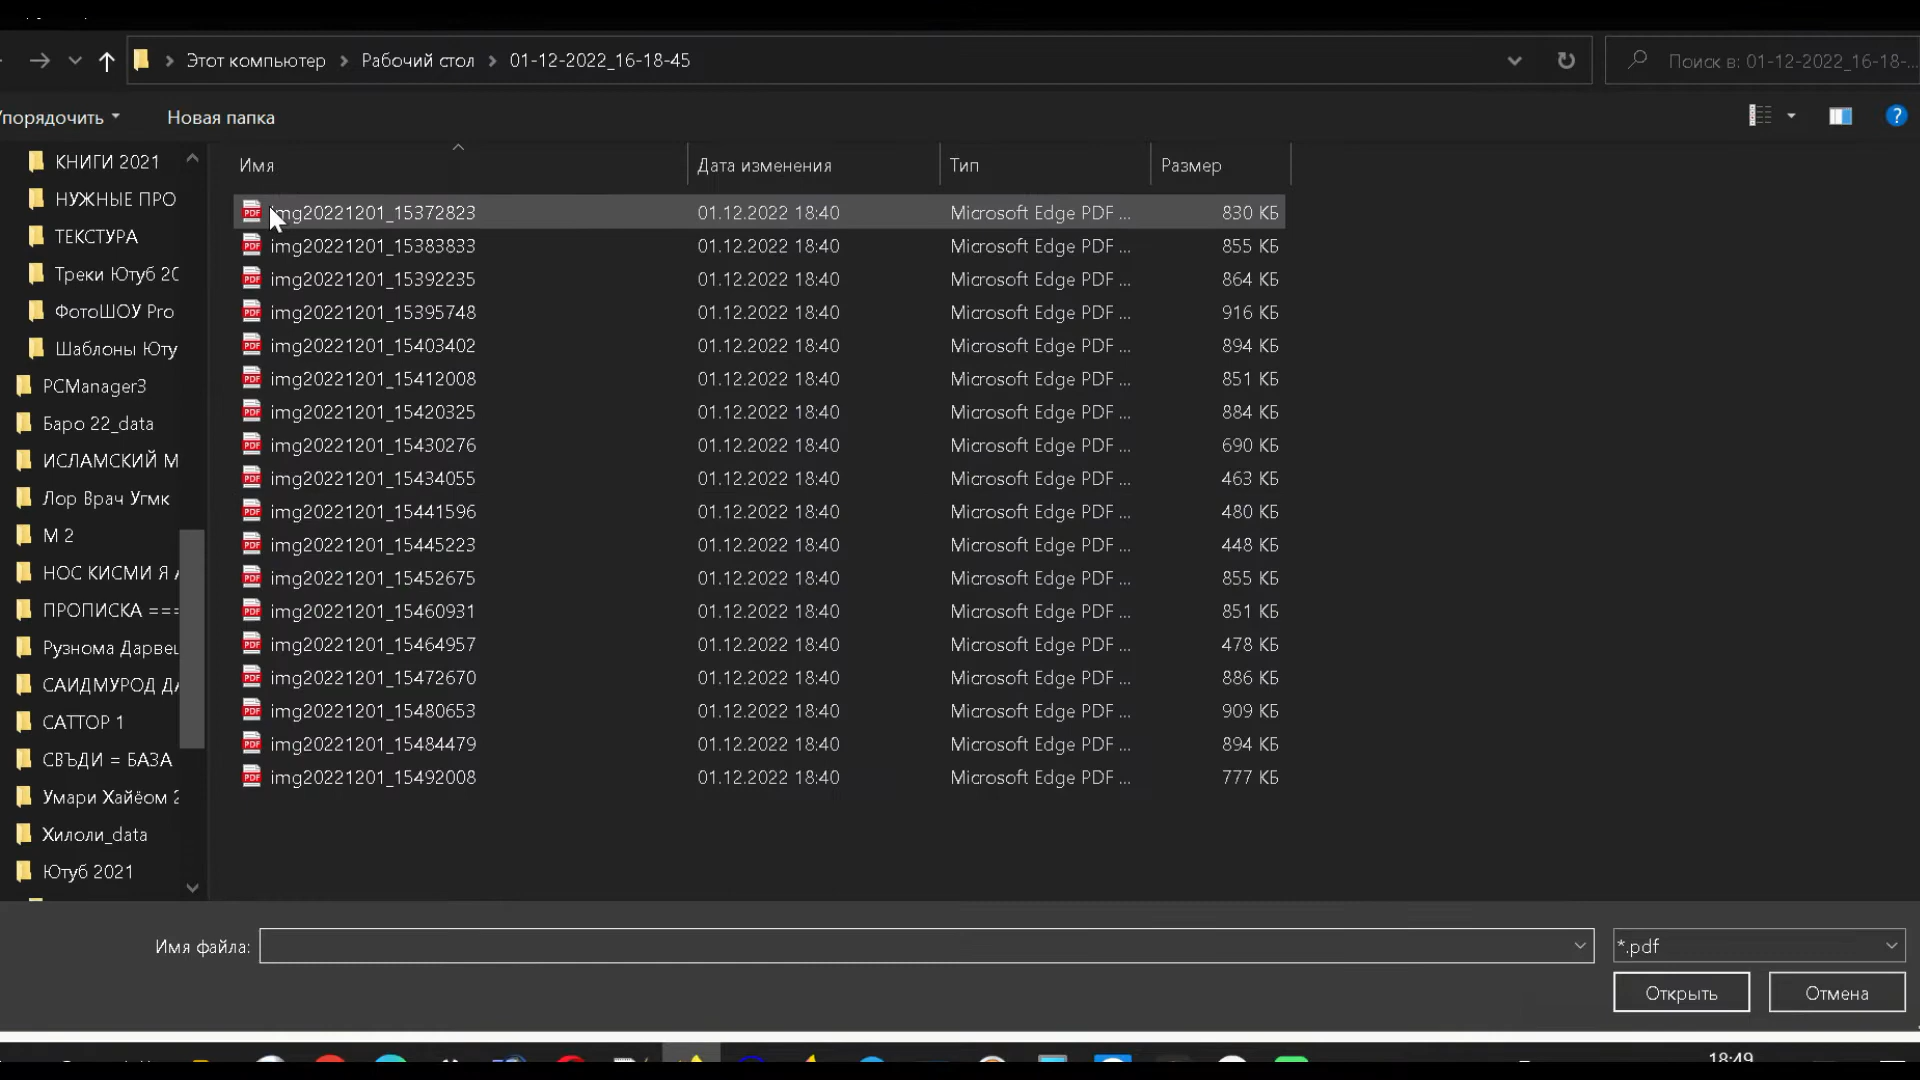 Этот компьютер
Рабочий стол
01-12-2022_16-18-45
Поиск в: 01-12-2022_16-18-...
Упорядочить
Новая папка
КНИГИ 2021
НУЖНЫЕ ПРО
ТЕКСТУРА
Треки Ютуб 20
ФотоШОУ Pro
Шаблоны Юту
PCManager3
Баро 22_data
ИСЛАМСКИЙ М
Лор Врач Угмк
М 2
НОС КИСМИ Я
ПРОПИСКА ===
Рузнома Дарве
САИДМУРОД Д
САТТОР 1
СВЪДИ = БАЗА
Умари Хайёом 2
Хилоли_data
Ютуб 2021
Имя Дата изменения Тип Размер
img20221201_15372823 01.12.2022 18:40 Microsoft Edge PDF ... 830 КБ
img20221201_15383833 01.12.2022 18:40 Microsoft Edge PDF ... 855 КБ
img20221201_15392235 01.12.2022 18:40 Microsoft Edge PDF ... 864 КБ
img20221201_15395748 01.12.2022 18:40 Microsoft Edge PDF ... 916 КБ
img20221201_15403402 01.12.2022 18:40 Microsoft Edge PDF ... 894 КБ
img20221201_15412008 01.12.2022 18:40 Microsoft Edge PDF ... 851 КБ
img20221201_15420325 01.12.2022 18:40 Microsoft Edge PDF ... 884 КБ
img20221201_15430276 01.12.2022 18:40 Microsoft Edge PDF ... 690 КБ
img20221201_15434055 01.12.2022 18:40 Microsoft Edge PDF ... 463 КБ
img20221201_15441596 01.12.2022 18:40 Microsoft Edge PDF ... 480 КБ
img20221201_15445223 01.12.2022 18:40 Microsoft Edge PDF ... 448 КБ
img20221201_15452675 01.12.2022 18:40 Microsoft Edge PDF ... 855 КБ
img20221201_15460931 01.12.2022 18:40 Microsoft Edge PDF ... 851 КБ
img20221201_15464957 01.12.2022 18:40 Microsoft Edge PDF ... 478 КБ
img20221201_15472670 01.12.2022 18:40 Microsoft Edge PDF ... 886 КБ
img20221201_15480653 01.12.2022 18:40 Microsoft Edge PDF ... 909 КБ
img20221201_15484479 01.12.2022 18:40 Microsoft Edge PDF ... 894 КБ
img20221201_15492008 01.12.2022 18:40 Microsoft Edge PDF ... 777 КБ
Имя файла:
*.pdf
Открыть
Отмена
18:49